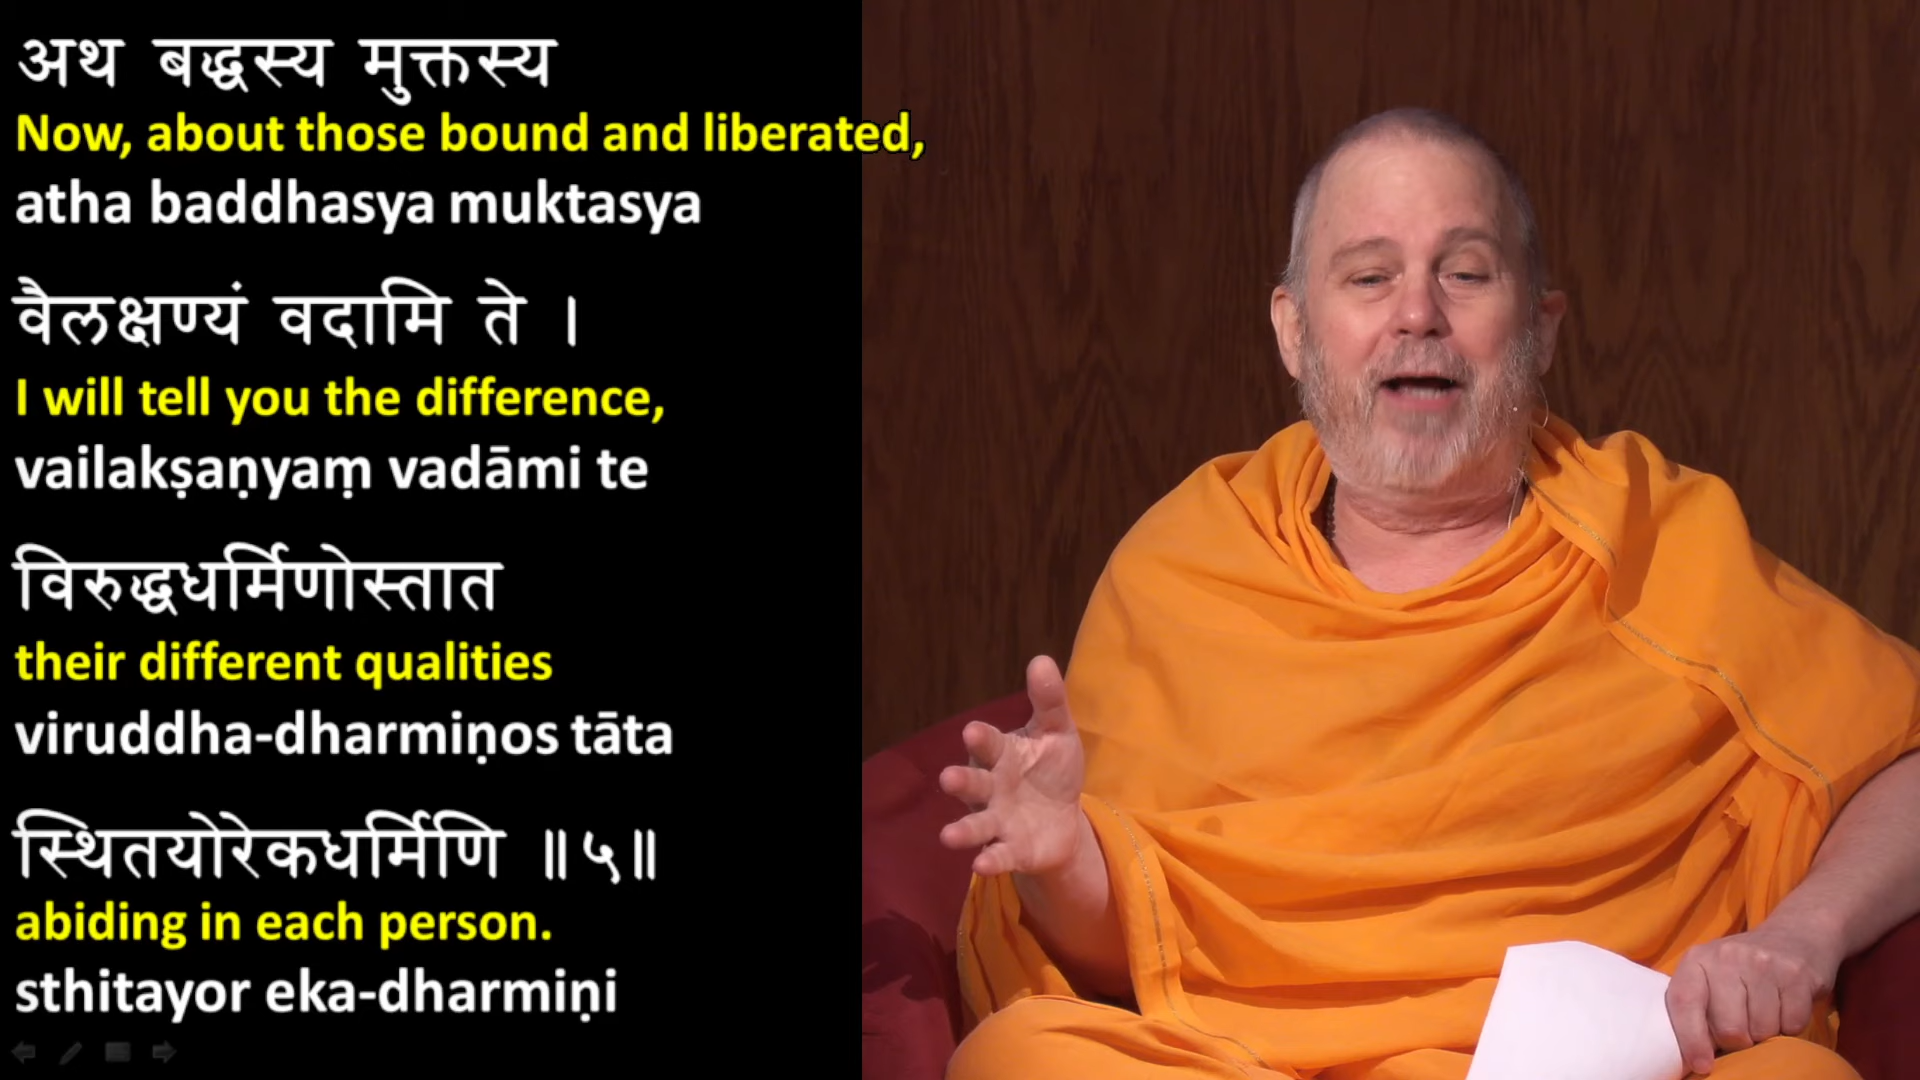 अथ बद्धस्य मुक्तस्य
Now, about those bound and liberated,
atha baddhasya muktasya
वैलक्षण्यं वदामि ते ।
I will tell you the difference,
vailakṣaṇyaṃ vadāmi te
विरुद्धधर्मिणोस्तात
their different qualities
viruddha-dharmiṇos tāta
स्थितयोरेकधर्मिणि ॥५॥
abiding in each person.
sthitayor eka-dharmiṇi